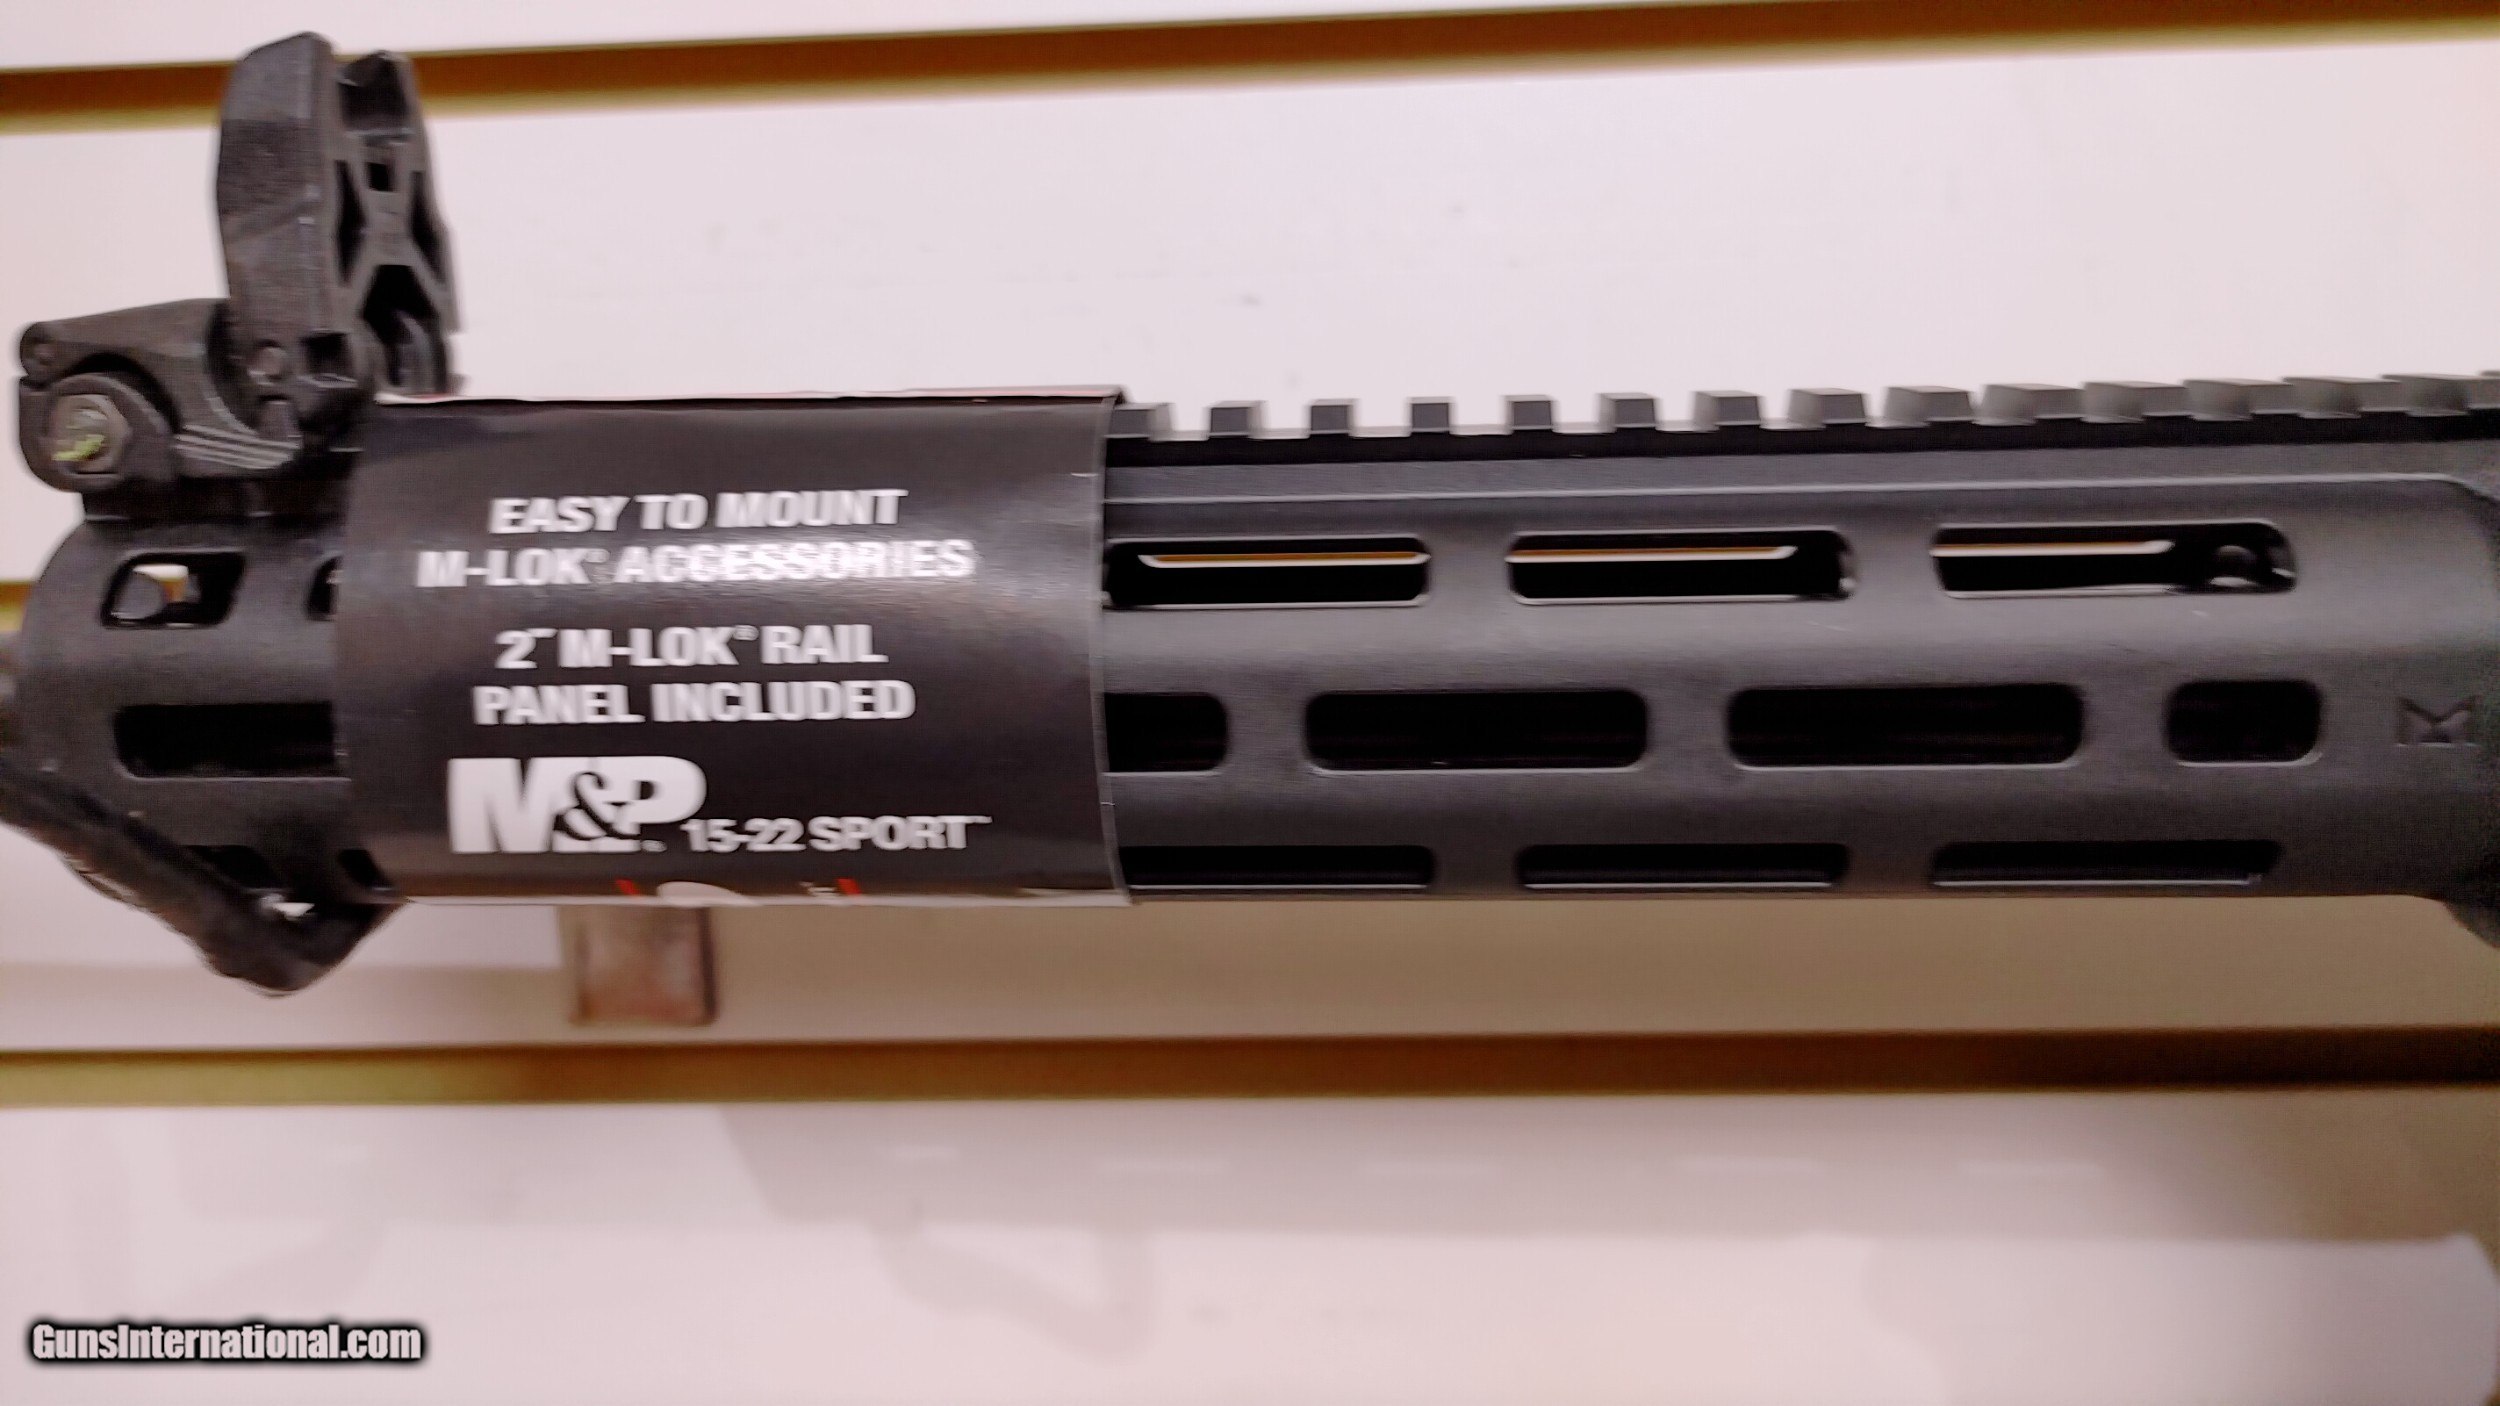 EASY TO MOUNT
M-LOK® ACCESSORIES
2" M-LOK® RAIL
PANEL INCLUDED
M&P® 15-22 SPORT™
GunsInternational.com